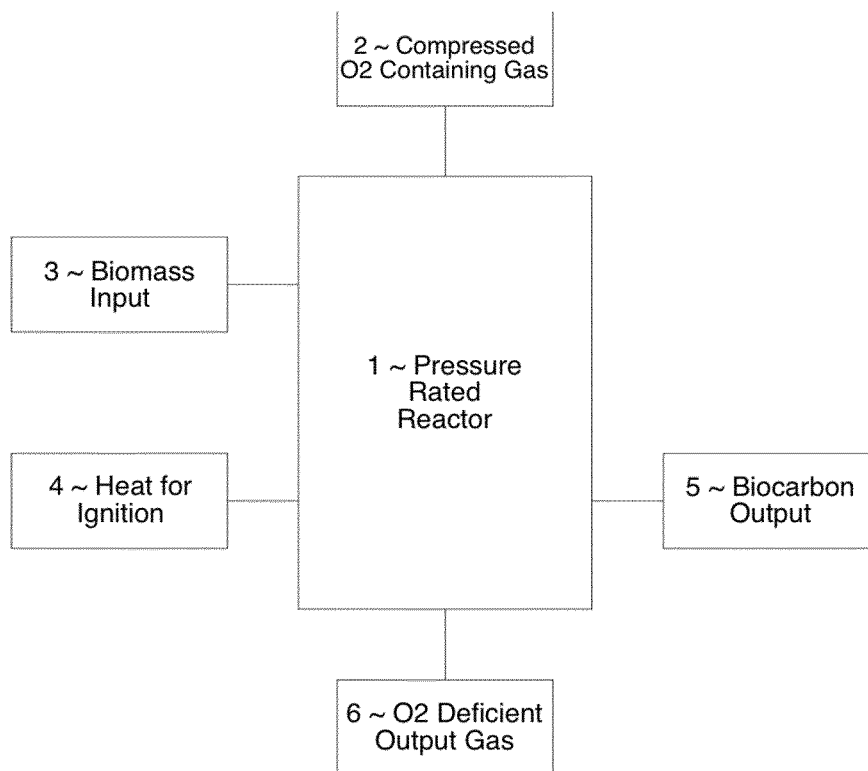 2 ~ Compressed
O2 Containing Gas
3 ~ Biomass
Input
1 ~ Pressure
Rated
Reactor
4 ~ Heat for
Ignition
5 ~ Biocarbon
Output
6 ~ O2 Deficient
Output Gas